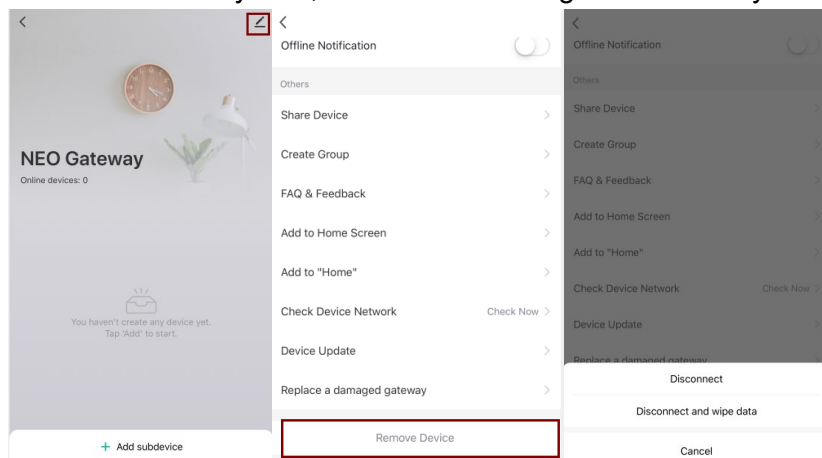 NEO Gateway
Online devices: 0
You haven't create any device yet.
Tap 'Add' to start.
+ Add subdevice
Offline Notification
Others
Share Device
Create Group
FAQ & Feedback
Add to Home Screen
Add to "Home"
Check Device Network Check Now
Device Update
Replace a damaged gateway
Remove Device
Offline Notification
Others
Share Device
Create Group
FAQ & Feedback
Add to Home Screen
Add to "Home"
Check Device Network Check Now
Device Update
Replace a damaged gateway
Disconnect
Disconnect and wipe data
Cancel